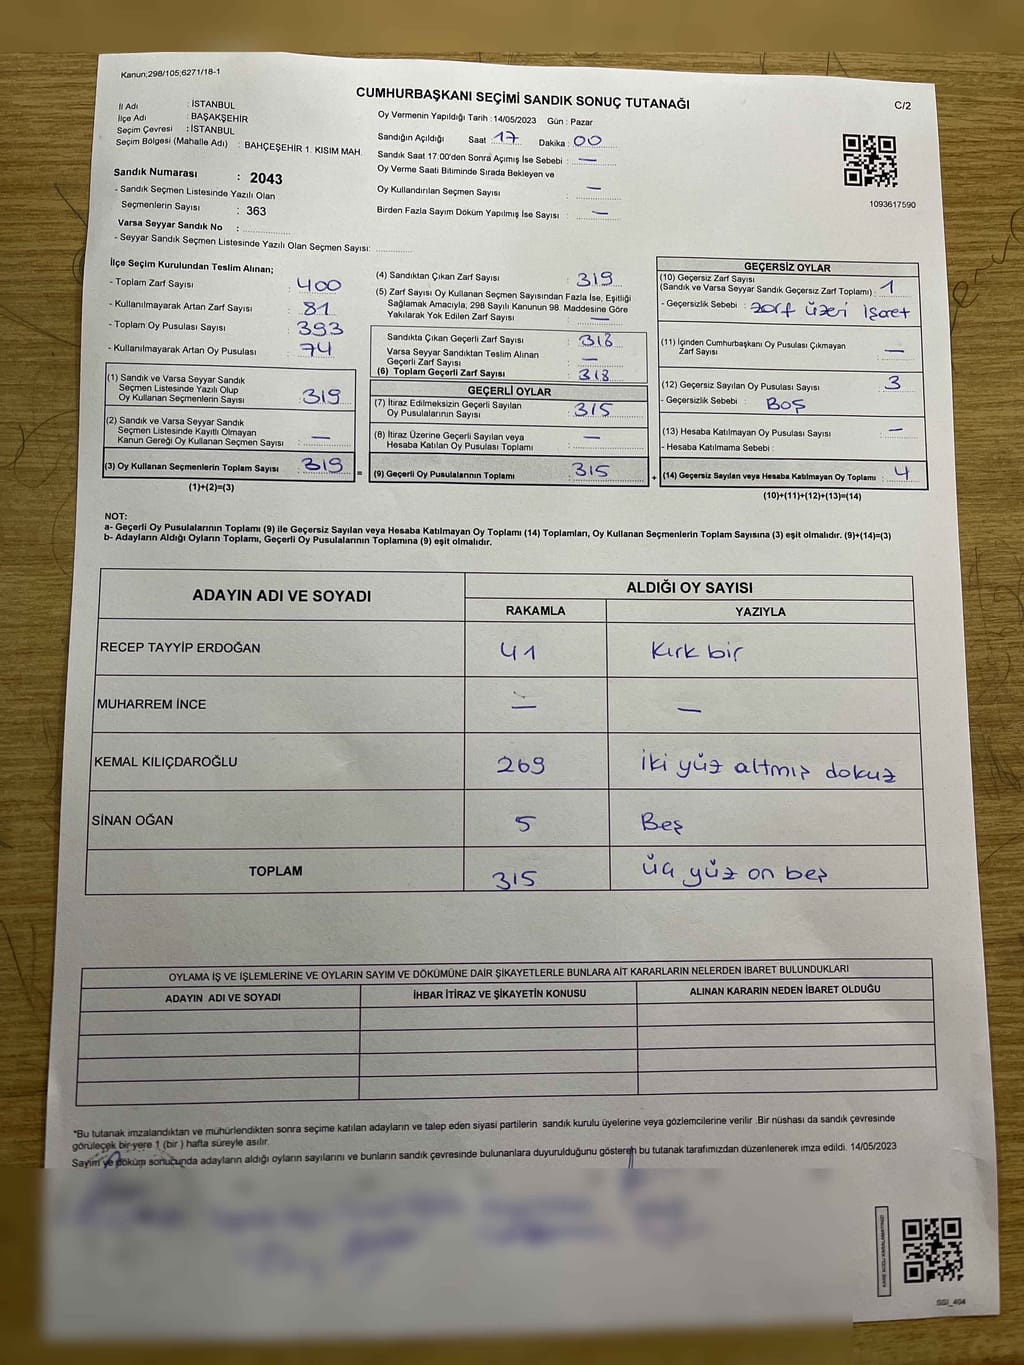 Kanun;298/105;6271/18-1
CUMHURBAŞKANI SEÇİMİ SANDIK SONUÇ TUTANAĞI
C/2
İl Adı : İSTANBUL
İlçe Adı : BAŞAKŞEHİR
Seçim Çevresi : İSTANBUL
Seçim Bölgesi (Mahalle Adı) : BAHÇEŞEHİR 1. KISIM MAH.
Sandık Numarası : 2043
- Sandık Seçmen Listesinde Yazılı Olan
Seçmenlerin Sayısı : 363
Varsa Seyyar Sandık No :
- Seyyar Sandık Seçmen Listesinde Yazılı Olan Seçmen Sayısı:
Oy Vermenin Yapıldığı Tarih : 14/05/2023 Gün : Pazar
Sandığın Açıldığı Saat : 17 Dakika : 00
Sandık Saat 17.00'den Sonra Açımış İse Sebebi : —
Oy Verme Saati Bitiminde Sırada Bekleyen ve
Oy Kullandırılan Seçmen Sayısı : —
Birden Fazla Sayım Döküm Yapılmış İse Sayısı : —
1093617590
İlçe Seçim Kurulundan Teslim Alınan;
- Toplam Zarf Sayısı : 400
- Kullanılmayarak Artan Zarf Sayısı : 81
- Toplam Oy Pusulası Sayısı : 393
- Kullanılmayarak Artan Oy Pusulası : 74
(1) Sandık ve Varsa Seyyar Sandık
Seçmen Listesinde Yazılı Olup
Oy Kullanan Seçmenlerin Sayısı : 319
(2) Sandık ve Varsa Seyyar Sandık
Seçmen Listesinde Kayıtlı Olmayan
Kanun Gereği Oy Kullanan Seçmen Sayısı : —
(3) Oy Kullanan Seçmenlerin Toplam Sayısı : 319
(1)+(2)=(3)
=
(4) Sandıktan Çıkan Zarf Sayısı : 319
(5) Zarf Sayısı Oy Kullanan Seçmen Sayısından Fazla İse, Eşitliği
Sağlamak Amacıyla, 298 Sayılı Kanunun 98. Maddesine Göre
Yakılarak Yok Edilen Zarf Sayısı : —
Sandıkta Çıkan Geçerli Zarf Sayısı : 318
Varsa Seyyar Sandıktan Teslim Alınan
Geçerli Zarf Sayısı : —
(6) Toplam Geçerli Zarf Sayısı : 318
GEÇERLİ OYLAR
(7) İtiraz Edilmeksizin Geçerli Sayılan
Oy Pusulalarının Sayısı : 315
(8) İtiraz Üzerine Geçerli Sayılan veya
Hesaba Katılan Oy Pusulası Toplamı : —
(9) Geçerli Oy Pusulalarının Toplamı : 315
+
GEÇERSİZ OYLAR
(10) Geçersiz Zarf Sayısı
(Sandık ve Varsa Seyyar Sandık Geçersiz Zarf Toplamı) : 1
- Geçersizlik Sebebi : Zarf üzeri işaret
(11) İçinden Cumhurbaşkanı Oy Pusulası Çıkmayan
Zarf Sayısı : —
(12) Geçersiz Sayılan Oy Pusulası Sayısı : 3
- Geçersizlik Sebebi : Boş
(13) Hesaba Katılmayan Oy Pusulası Sayısı : —
- Hesaba Katılmama Sebebi :
(14) Geçersiz Sayılan veya Hesaba Katılmayan Oy Toplamı : 4
(10)+(11)+(12)+(13)=(14)
NOT:
a- Geçerli Oy Pusulalarının Toplamı (9) ile Geçersiz Sayılan veya Hesaba Katılmayan Oy Toplamı (14) Toplamları, Oy Kullanan Seçmenlerin Toplam Sayısına (3) eşit olmalıdır. (9)+(14)=(3)
b- Adayların Aldığı Oyların Toplamı, Geçerli Oy Pusulalarının Toplamına (9) eşit olmalıdır.
ADAYIN ADI VE SOYADI
ALDIĞI OY SAYISI
RAKAMLA YAZIYLA
RECEP TAYYİP ERDOĞAN 41 Kırk bir
MUHARREM İNCE — —
KEMAL KILIÇDAROĞLU 269 iki yüz altmış dokuz
SİNAN OĞAN 5 Beş
TOPLAM 315 üç yüz on beş
OYLAMA İŞ VE İŞLEMLERİNE VE OYLARIN SAYIM VE DÖKÜMÜNE DAİR ŞİKAYETLERLE BUNLARA AİT KARARLARIN NELERDEN İBARET BULUNDUKLARI
ADAYIN ADI VE SOYADI İHBAR İTİRAZ VE ŞİKAYETİN KONUSU ALINAN KARARIN NEDEN İBARET OLDUĞU
*Bu tutanak imzalandıktan ve mühürlendikten sonra seçime katılan adayların ve talep eden siyasi partilerin sandık kurulu üyelerine veya gözlemcilerine verilir .Bir nüshası da sandık çevresinde
görülecek bir yere 1 (bir ) hafta süreyle asılır.
Sayım ve döküm sonucunda adayların aldığı oyların sayılarını ve bunların sandık çevresinde bulunanlara duyurulduğunu gösteren bu tutanak tarafımızdan düzenlenerek imza edildi. 14/05/2023
SSI_404